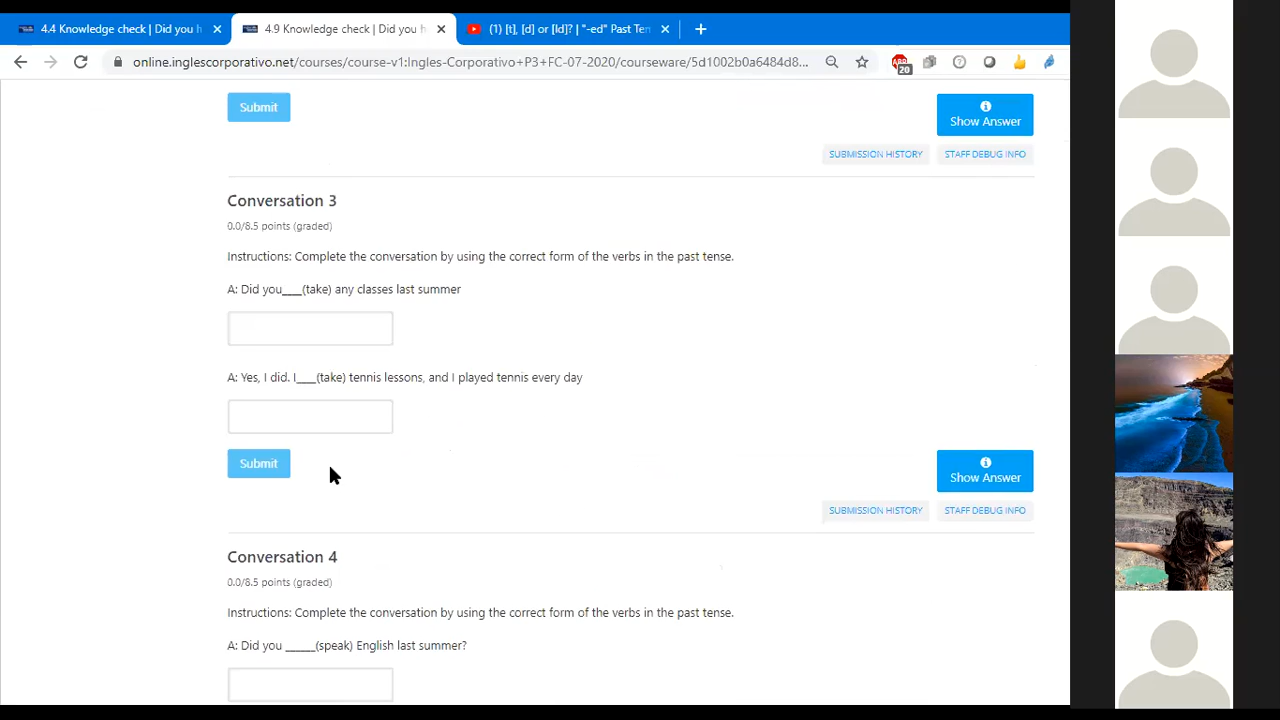 4.4 Knowledge check | Did you h
4.9 Knowledge check | Did you h
(1) [t], [d] or [Id]? | "-ed" Past Ten
online.inglescorporativo.net/courses/course-v1:Ingles-Corporativo+P3+FC-07-2020/courseware/5d1002b0a6484d8...
20
Submit
Show Answer
SUBMISSION HISTORY
STAFF DEBUG INFO
Conversation 3
0.0/8.5 points (graded)
Instructions: Complete the conversation by using the correct form of the verbs in the past tense.
A: Did you____(take) any classes last summer
A: Yes, I did. I____(take) tennis lessons, and I played tennis every day
Submit
Show Answer
SUBMISSION HISTORY
STAFF DEBUG INFO
Conversation 4
0.0/8.5 points (graded)
Instructions: Complete the conversation by using the correct form of the verbs in the past tense.
A: Did you ______(speak) English last summer?